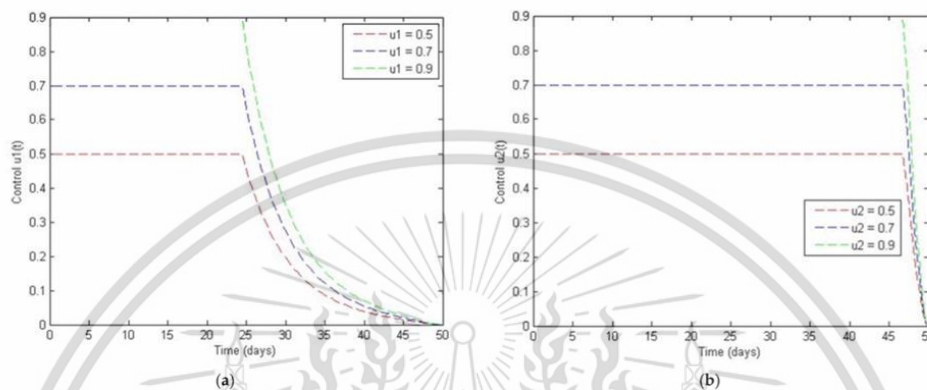 0.9
0.8
0.7
0.6
0.5
0.4
0.3
0.2
0.1
0
Control u1(t)
u1 = 0.5
u1 = 0.7
u1 = 0.9
0 5 10 15 20 25 30 35 40 45 50
Time (days)
(a)
0.9
0.8
0.7
0.6
0.5
0.4
0.3
0.2
0.1
0
Control u2(t)
u2 = 0.5
u2 = 0.7
u2 = 0.9
0 5 10 15 20 25 30 35 40 45 50
Time (days)
(b)